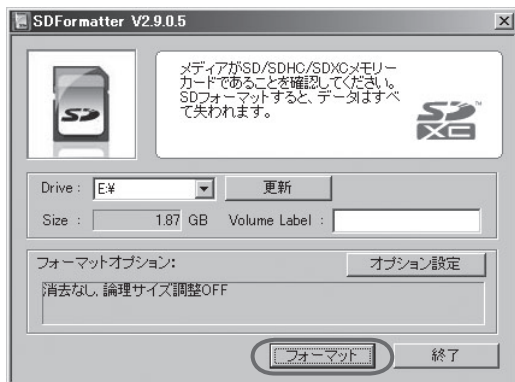 SDFormatter V2.9.0.5
メディアがSD/SDHC/SDXCメモリー
カードであることを確認してください。
SDフォーマットすると、データはすべ
て失われます。
SD
SD
XC
Drive : E:¥ 更新
Size : 1.87 GB Volume Label :
フォーマットオプション: オプション設定
消去なし, 論理サイズ調整OFF
フォーマット 終了